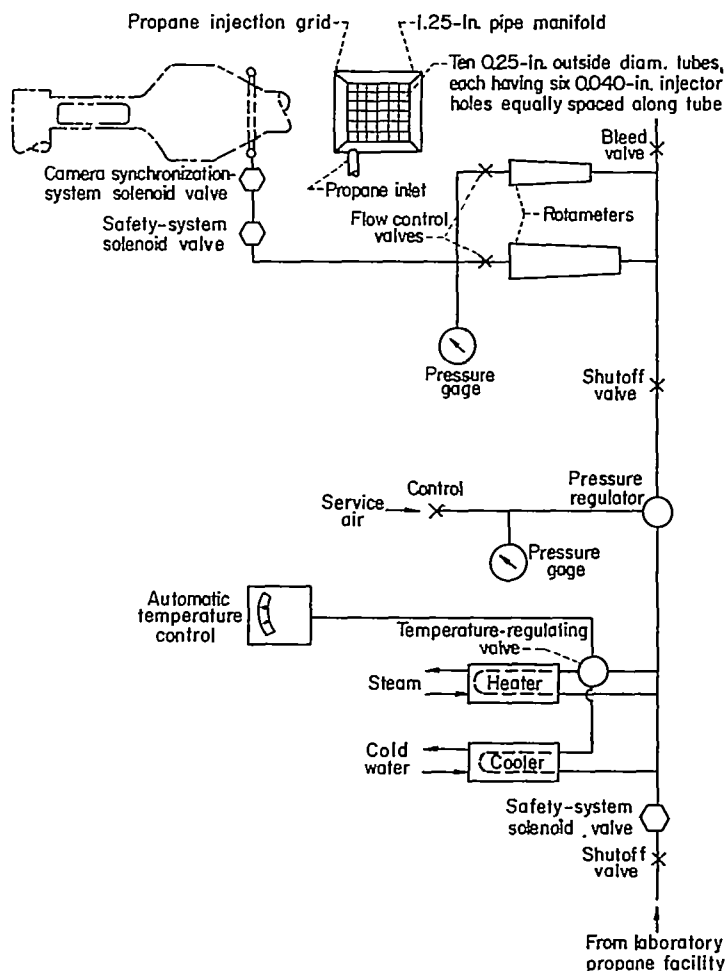 Propane injection grid
1.25-in. pipe manifold
Ten 0.25-in. outside diam. tubes,
each having six 0.040-in. injector
holes equally spaced along tube
Bleed
valve
Camera synchronization-
system solenoid valve
Propane inlet
Flow control
valves
Rotameters
Safety-system
solenoid valve
Pressure
gage
Shutoff
valve
Pressure
regulator
Control
Service
air
Pressure
gage
Automatic
temperature
control
Temperature-regulating
valve
Steam
Heater
Cold
water
Cooler
Safety-system
solenoid valve
Shutoff
valve
From laboratory
propane facility